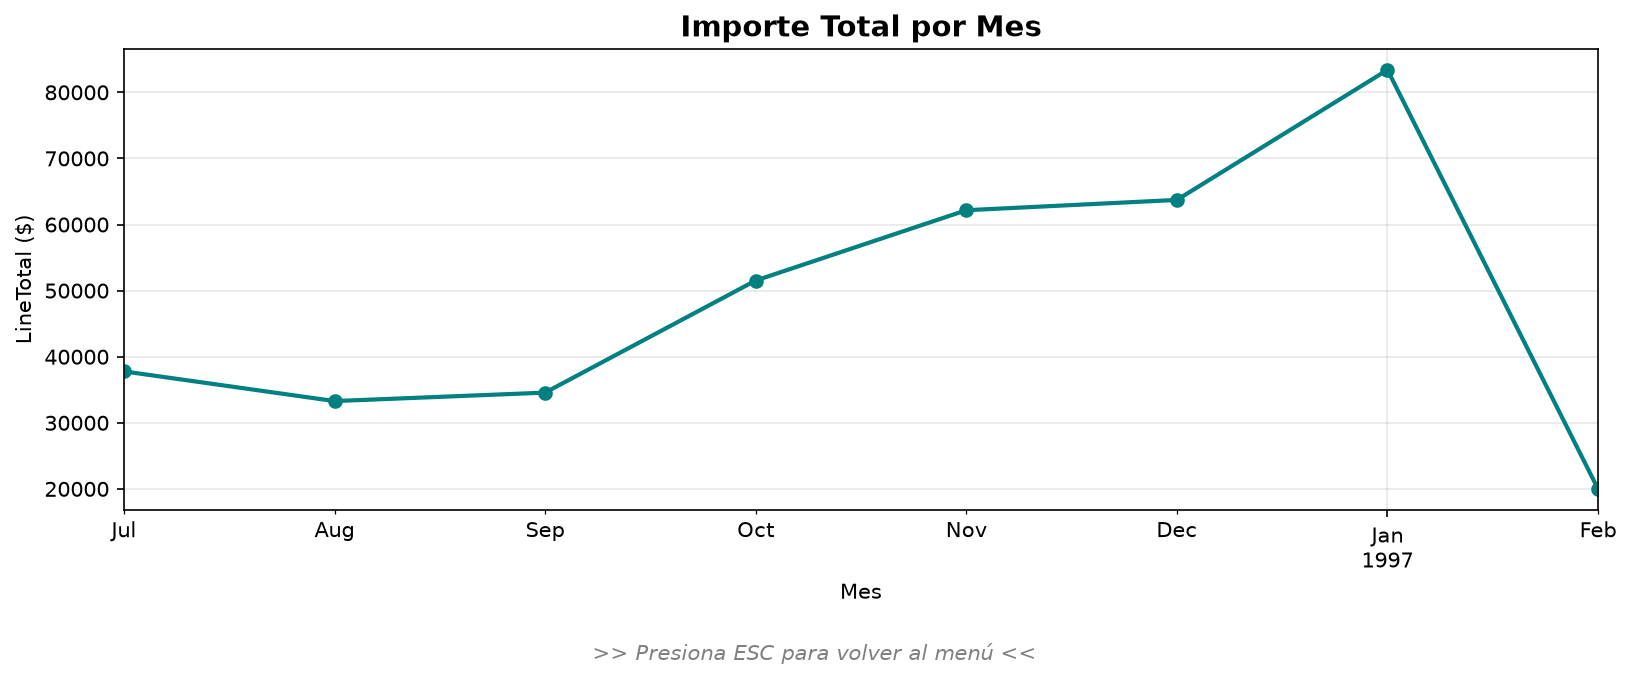 Importe Total por Mes
LineTotal ($)
80000
70000
60000
50000
40000
30000
20000
Jul Aug Sep Oct Nov Dec Jan Feb
1997
Mes
>> Presiona ESC para volver al menú <<